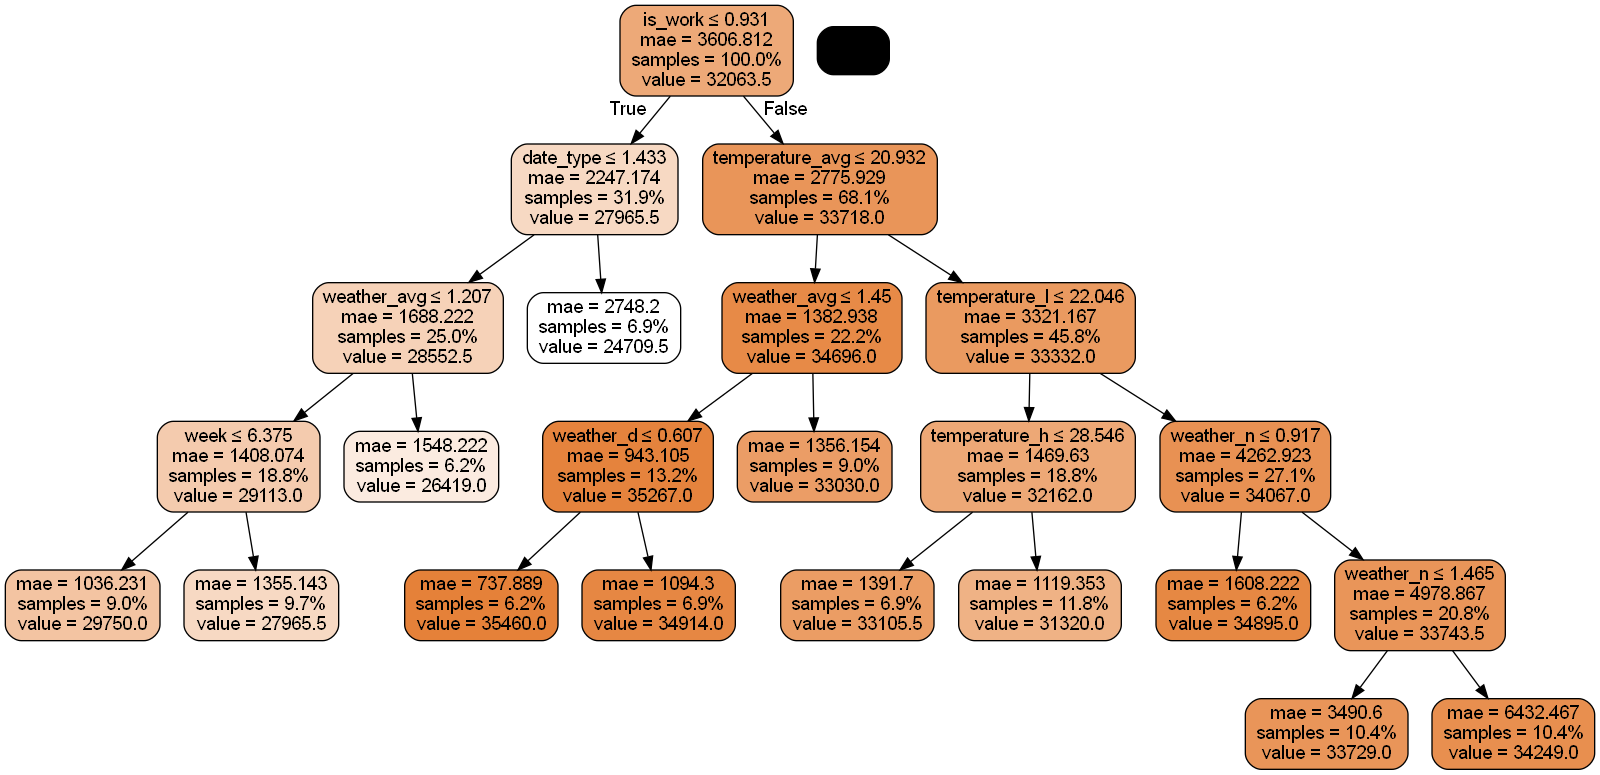 is_work ≤ 0.931
mae = 3606.812
samples = 100.0%
value = 32063.5
True
False
date_type ≤ 1.433
mae = 2247.174
samples = 31.9%
value = 27965.5
temperature_avg ≤ 20.932
mae = 2775.929
samples = 68.1%
value = 33718.0
weather_avg ≤ 1.207
mae = 1688.222
samples = 25.0%
value = 28552.5
mae = 2748.2
samples = 6.9%
value = 24709.5
weather_avg ≤ 1.45
mae = 1382.938
samples = 22.2%
value = 34696.0
temperature_l ≤ 22.046
mae = 3321.167
samples = 45.8%
value = 33332.0
week ≤ 6.375
mae = 1408.074
samples = 18.8%
value = 29113.0
mae = 1548.222
samples = 6.2%
value = 26419.0
weather_d ≤ 0.607
mae = 943.105
samples = 13.2%
value = 35267.0
mae = 1356.154
samples = 9.0%
value = 33030.0
temperature_h ≤ 28.546
mae = 1469.63
samples = 18.8%
value = 32162.0
weather_n ≤ 0.917
mae = 4262.923
samples = 27.1%
value = 34067.0
mae = 1036.231
samples = 9.0%
value = 29750.0
mae = 1355.143
samples = 9.7%
value = 27965.5
mae = 737.889
samples = 6.2%
value = 35460.0
mae = 1094.3
samples = 6.9%
value = 34914.0
mae = 1391.7
samples = 6.9%
value = 33105.5
mae = 1119.353
samples = 11.8%
value = 31320.0
mae = 1608.222
samples = 6.2%
value = 34895.0
weather_n ≤ 1.465
mae = 4978.867
samples = 20.8%
value = 33743.5
mae = 3490.6
samples = 10.4%
value = 33729.0
mae = 6432.467
samples = 10.4%
value = 34249.0